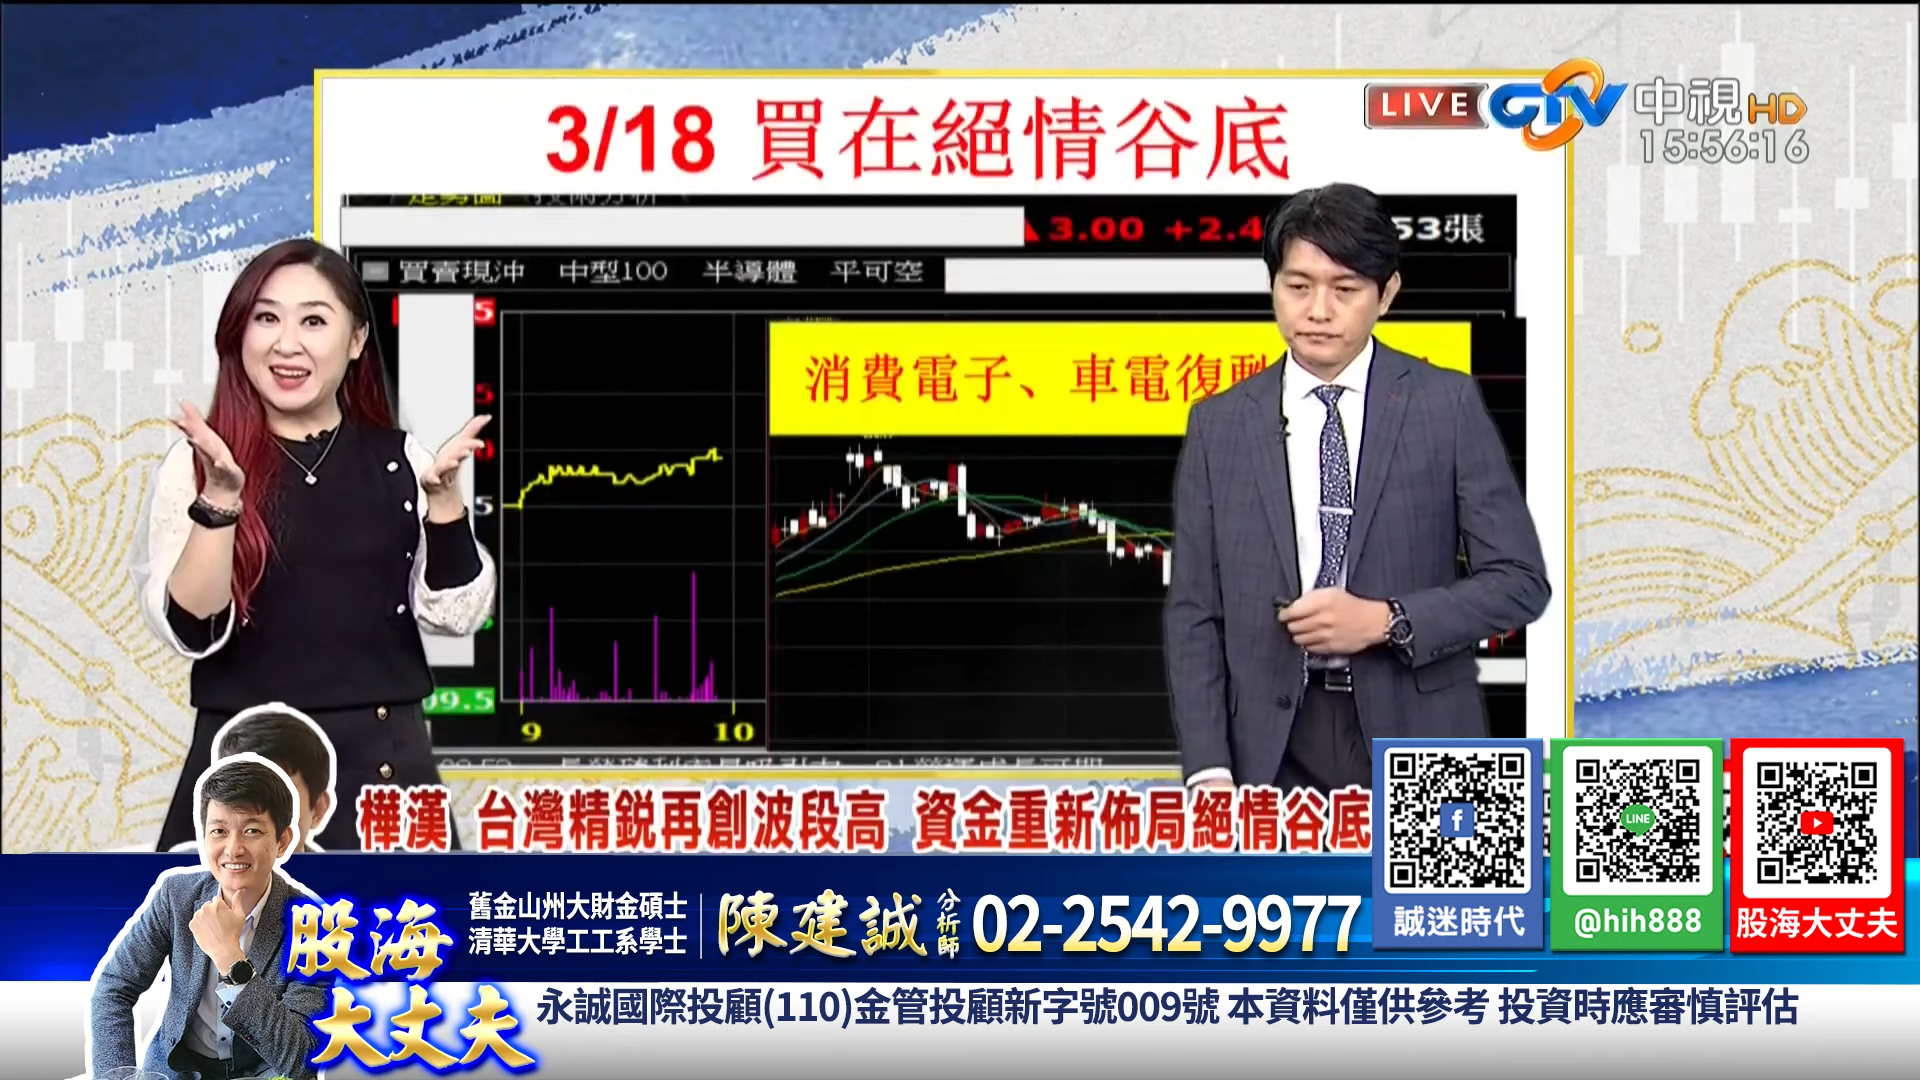 3/18 買在絕情谷底
LIVE CTV 中視HD
15:56:16
▲3.00 +2.4 53張
買賣現沖 中型100 半導體 平可空
消費電子、車電復甦
09.5
9 10
樺漢 台灣精銳再創波段高 資金重新佈局絕情谷底
股海大丈夫
舊金山州大財金碩士
清華大學工工系學士
陳建誠 分析師 02-2542-9977
LINE
誠迷時代 @hih888 股海大丈夫
永誠國際投顧(110)金管投顧新字號009號 本資料僅供參考 投資時應審慎評估